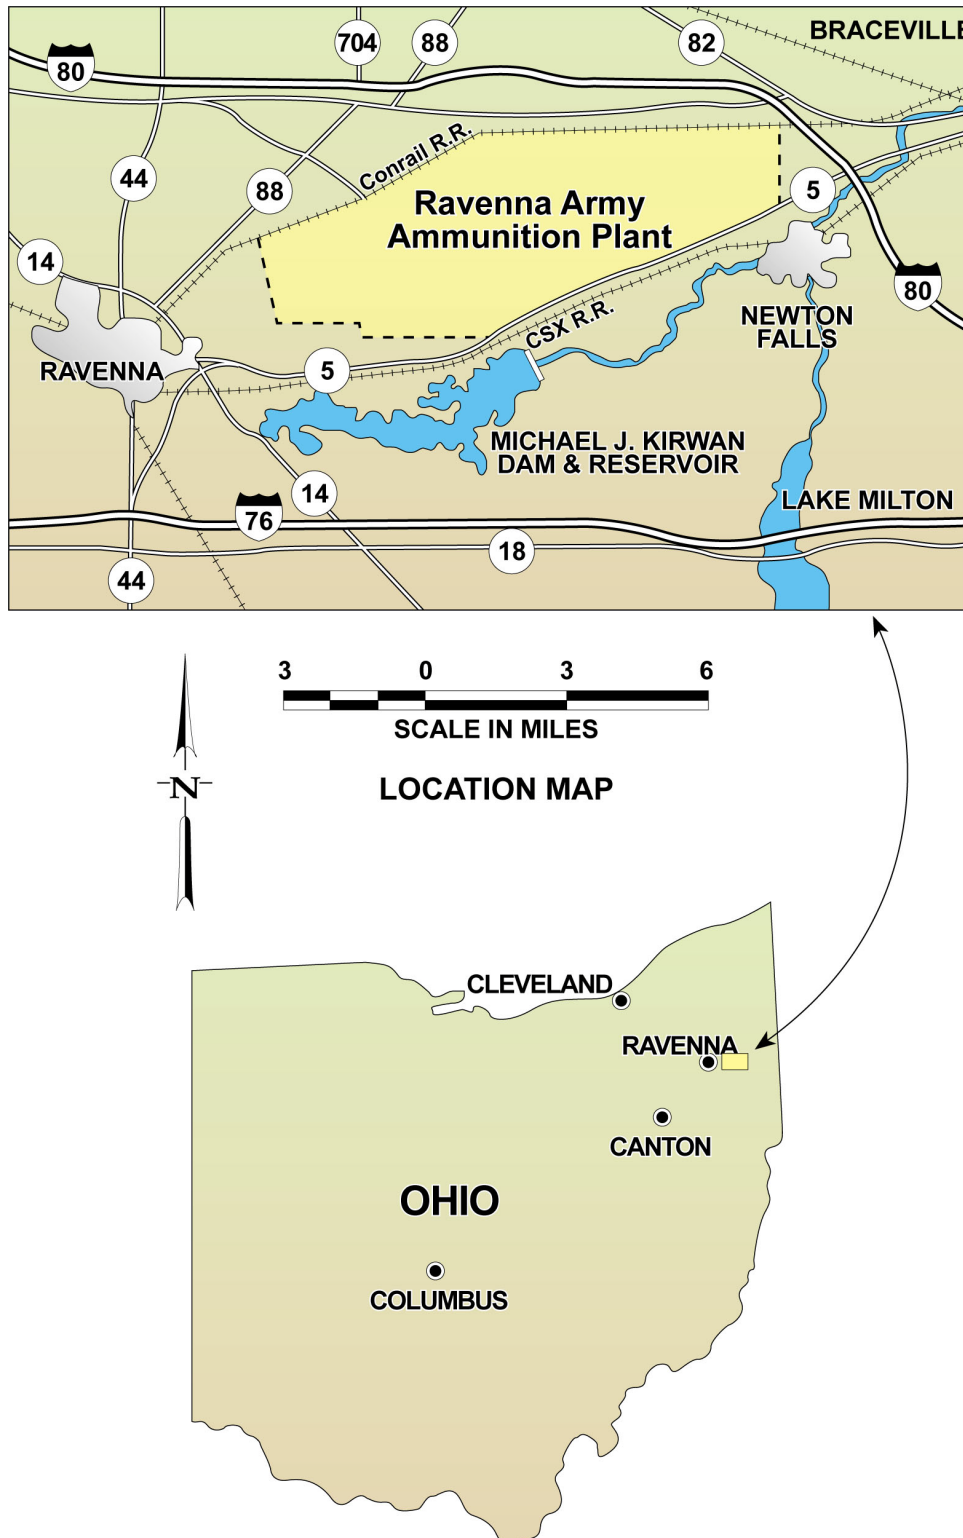 BRACEVILLE
704
88
82
80
Conrail R.R.
44
88
5
Ravenna Army
Ammunition Plant
14
80
NEWTON
FALLS
CSX R.R.
RAVENNA
5
MICHAEL J. KIRWAN
DAM & RESERVOIR
14
LAKE MILTON
76
18
44
3 0 3 6
SCALE IN MILES
N
LOCATION MAP
CLEVELAND
RAVENNA
CANTON
OHIO
COLUMBUS